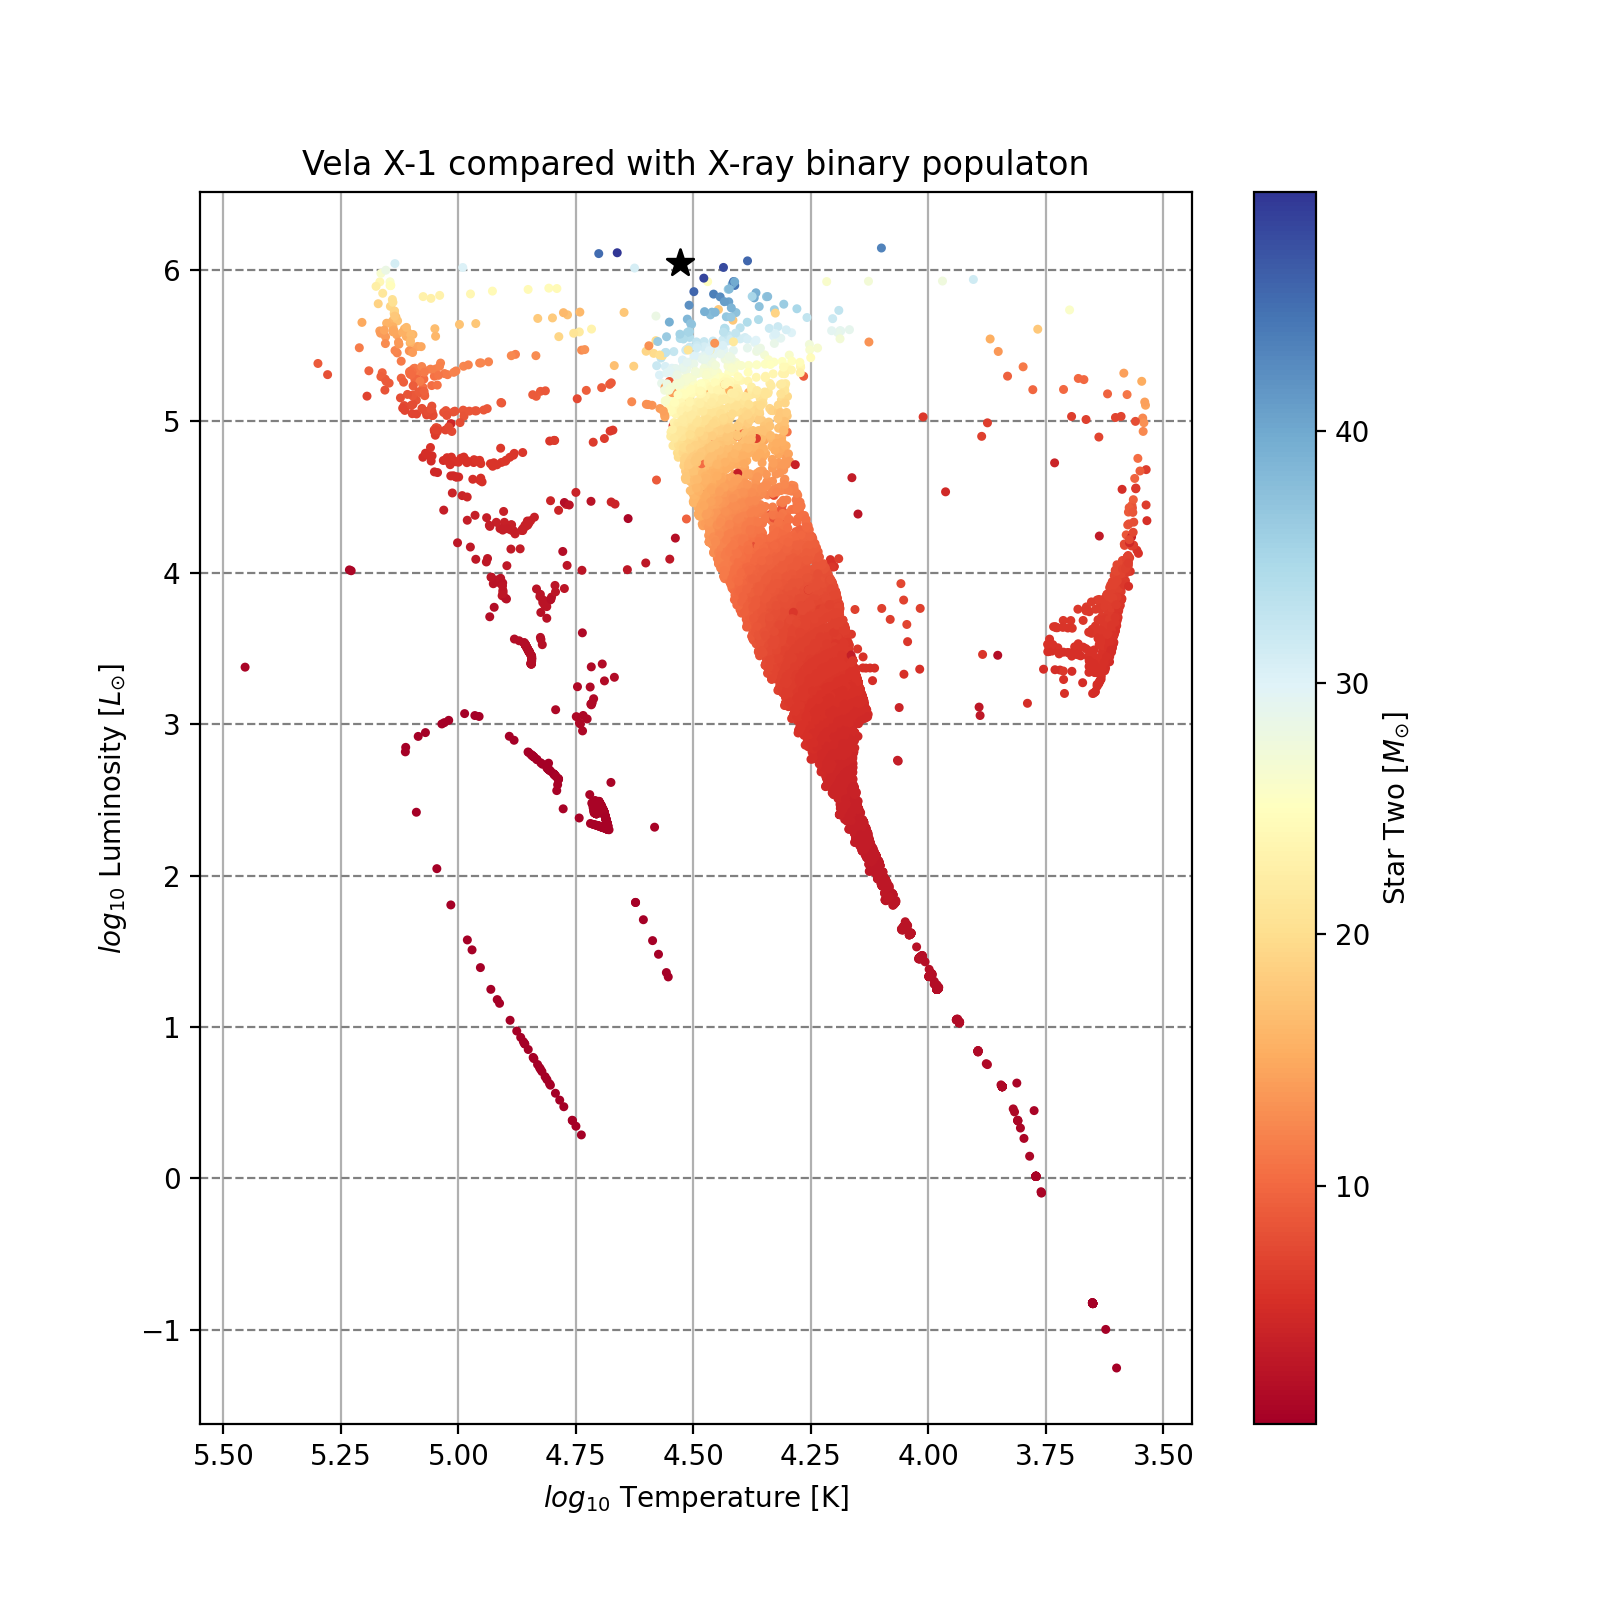 Vela X-1 compared with X-ray binary populaton
6
5
4
3
2
1
0
−1
log₁₀ Luminosity [L☉]
5.50 5.25 5.00 4.75 4.50 4.25 4.00 3.75 3.50
log₁₀ Temperature [K]
40
30
20
10
Star Two [M☉]